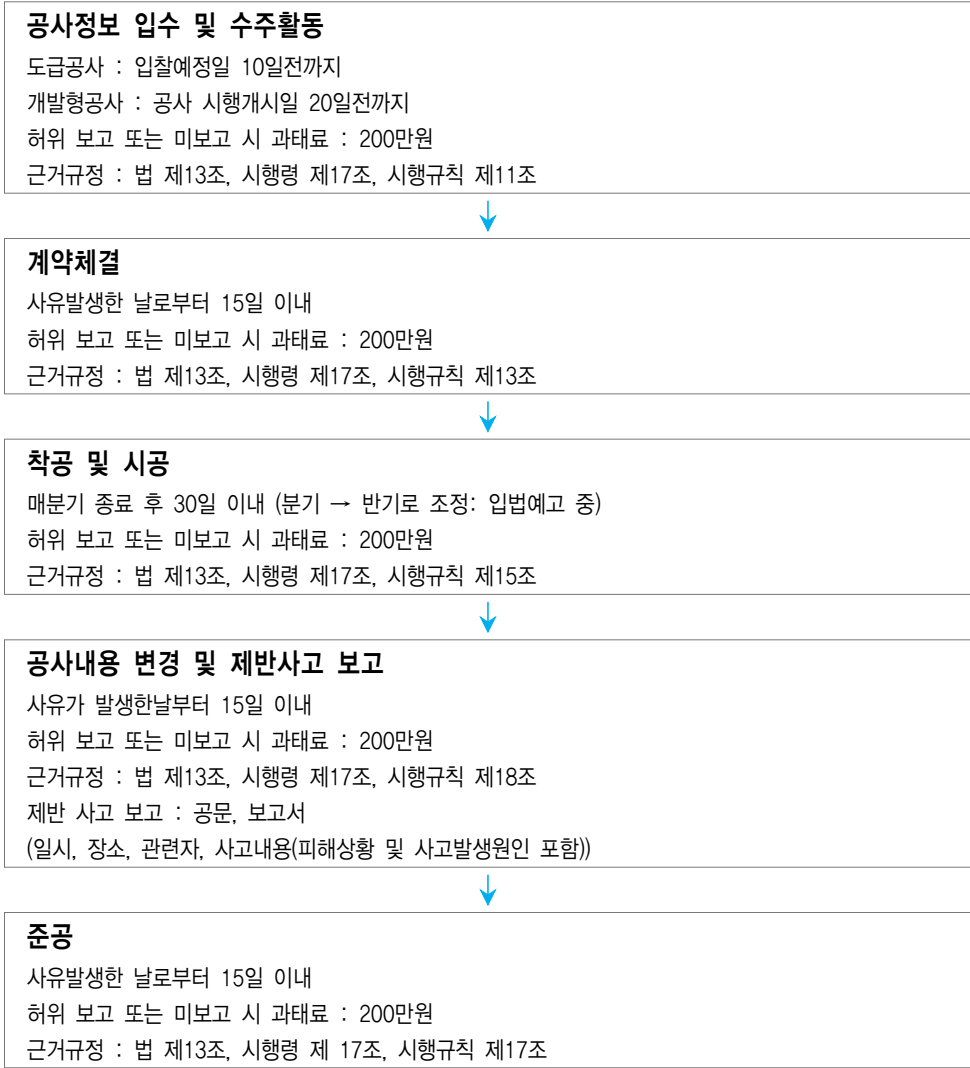 공사정보 입수 및 수주활동
도급공사 : 입찰예정일 10일전까지
개발형공사 : 공사 시행개시일 20일전까지
허위 보고 또는 미보고 시 과태료 : 200만원
근거규정 : 법 제13조, 시행령 제17조, 시행규칙 제11조
계약체결
사유발생한 날로부터 15일 이내
허위 보고 또는 미보고 시 과태료 : 200만원
근거규정 : 법 제13조, 시행령 제17조, 시행규칙 제13조
착공 및 시공
매분기 종료 후 30일 이내 (분기 → 반기로 조정: 입법예고 중)
허위 보고 또는 미보고 시 과태료 : 200만원
근거규정 : 법 제13조, 시행령 제17조, 시행규칙 제15조
공사내용 변경 및 제반사고 보고
사유가 발생한날부터 15일 이내
허위 보고 또는 미보고 시 과태료 : 200만원
근거규정 : 법 제13조, 시행령 제17조, 시행규칙 제18조
제반 사고 보고 : 공문, 보고서
(일시, 장소, 관련자, 사고내용(피해상황 및 사고발생원인 포함))
준공
사유발생한 날로부터 15일 이내
허위 보고 또는 미보고 시 과태료 : 200만원
근거규정 : 법 제13조, 시행령 제 17조, 시행규칙 제17조